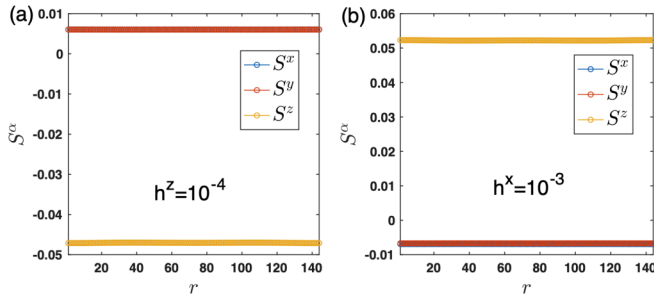 (a)
0.01
0
-0.01
-0.02
-0.03
-0.04
-0.05
S^α
S^x
S^y
S^z
h^z=10^-4
20 40 60 80 100 120 140
r
(b)
0.06
0.05
0.04
0.03
0.02
0.01
0
-0.01
S^α
S^x
S^y
S^z
h^x=10^-3
20 40 60 80 100 120 140
r